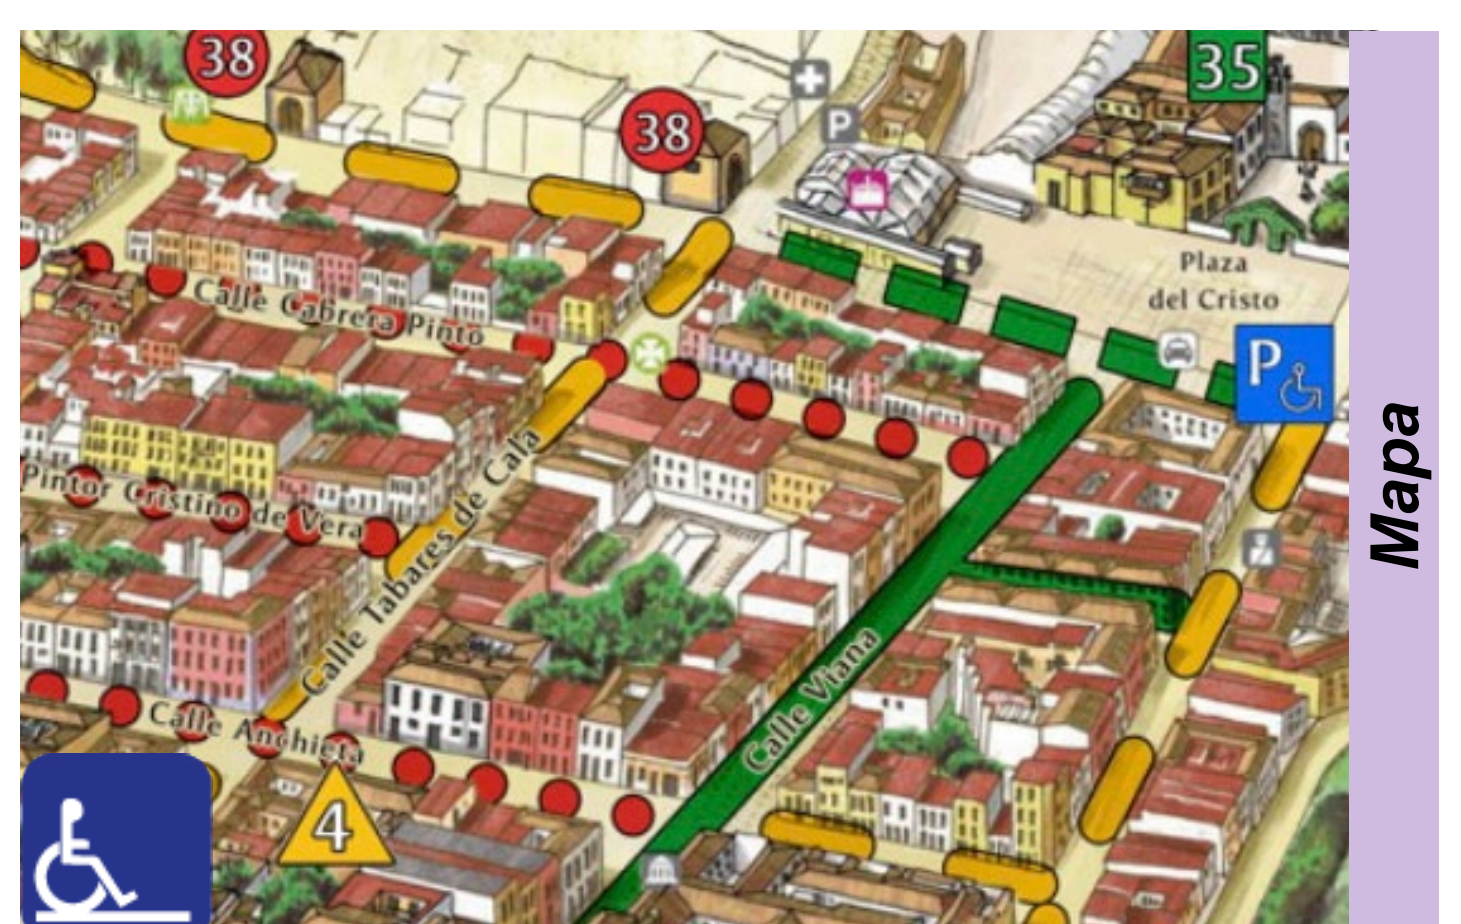 38
35
38
P
Plaza
del Cristo
P
Calle Cabrera Pinto
Pintor Cristino de Vera
Calle Tabares de Cala
Calle Viana
Calle Anchieta
4
Mapa